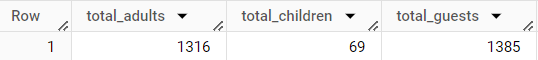 Row total_adults total_children total_guests
1 1316 69 1385